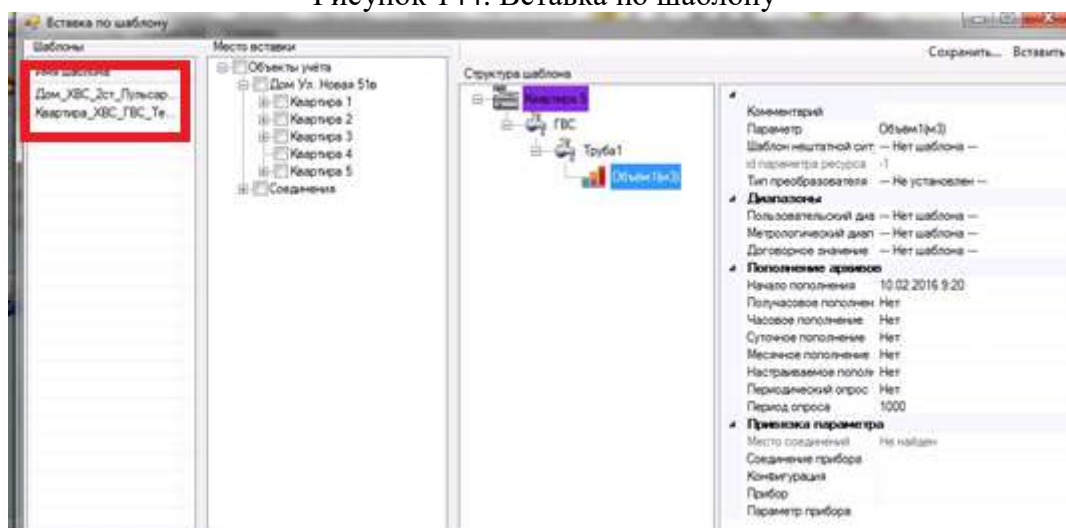 Рисунок 144. Вставка по шаблону
Вставка по шаблону
Шаблоны
Имя шаблона
Дом_ХВС_2ст_Пульсар...
Квартира_ХВС_ГВС_Те...
Место вставки
Объекты учёта
Дом Ул. Новая 51в
Квартира 1
Квартира 2
Квартира 3
Квартира 4
Квартира 5
Соединения
Сохранить... Вставить
Структура шаблона
Квартира 5
ГВС
Труба1
Объём1(м3)
Комментарий
Параметр Объём1(м3)
Шаблон нештатной сит -- Нет шаблона --
id параметра ресурса -1
Тип преобразователя -- Не установлен --
Диапазоны
Пользовательский диа -- Нет шаблона --
Метрологический диап -- Нет шаблона --
Договорное значение -- Нет шаблона --
Пополнение архивов
Начало пополнения 10.02.2016 9:20
Получасовое пополнен Нет
Часовое пополнение Нет
Суточное пополнение Нет
Месячное пополнение Нет
Настраиваемое пополн Нет
Периодический опрос Нет
Период опроса 1000
Привязка параметра
Место соединений Не найден
Соединение прибора
Конфигурация
Прибор
Параметр прибора